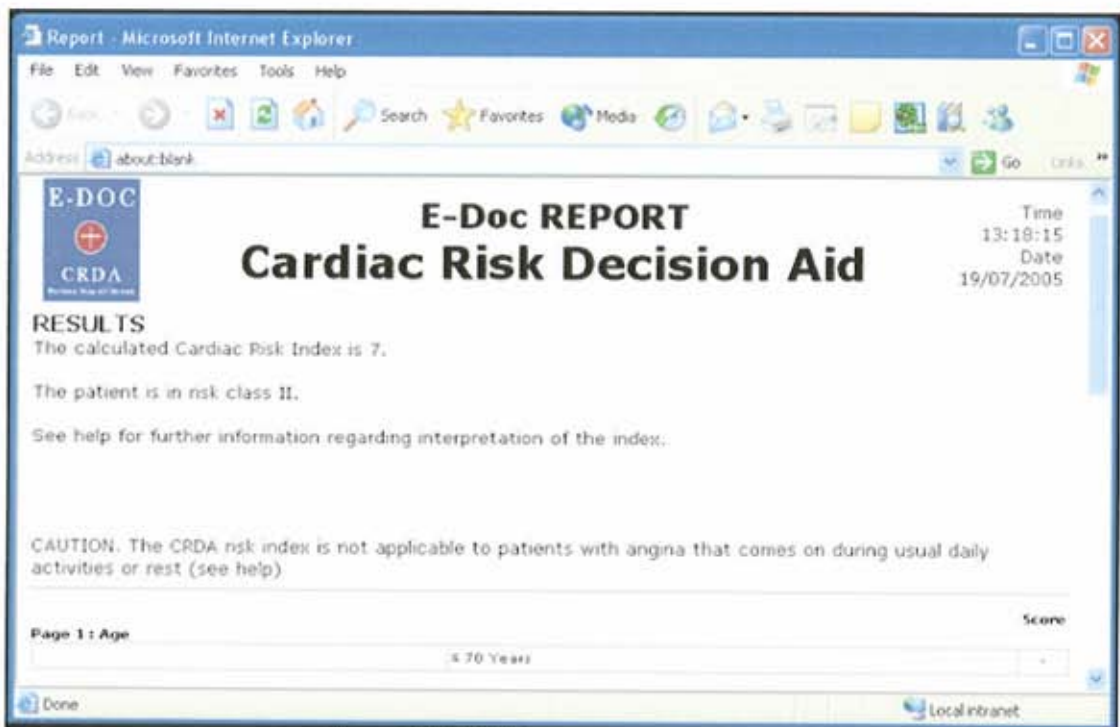 Report - Microsoft Internet Explorer
File Edit View Favorites Tools Help
Search Favorites Media
Address about:blank Go Links »
E-DOC
CRDA
E-Doc REPORT
Cardiac Risk Decision Aid
Time
13:18:15
Date
19/07/2005
RESULTS
The calculated Cardiac Risk Index is 7.
The patient is in risk class II.
See help for further information regarding interpretation of the index.
CAUTION. The CRDA risk index is not applicable to patients with angina that comes on during usual daily
activities or rest (see help)
Score
Page 1 : Age
70 Years
-
Done
Local intranet